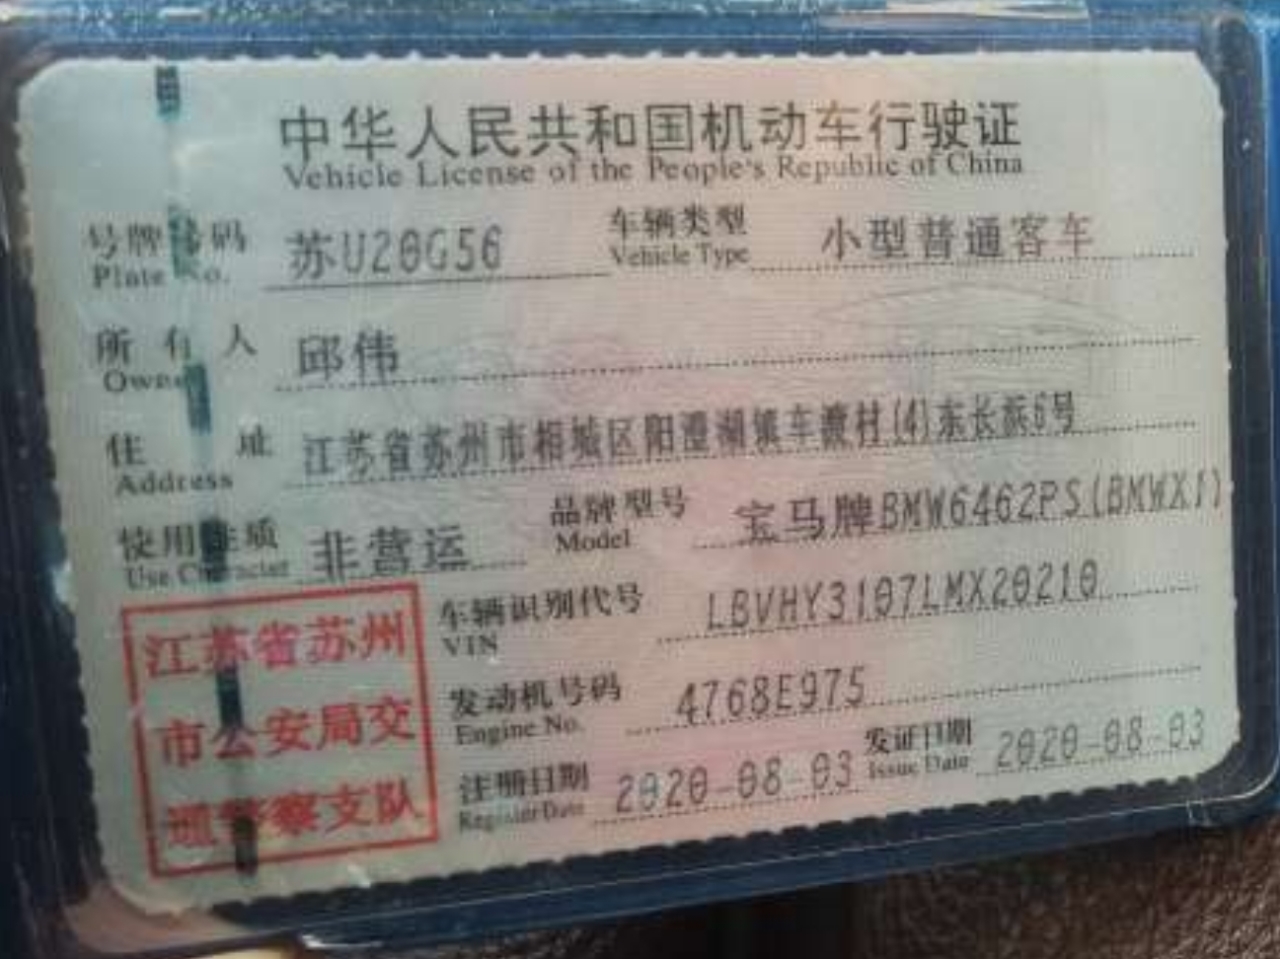 中华人民共和国机动车行驶证
Vehicle License of the People's Republic of China
号牌号码 苏U20G56 车辆类型 小型普通客车
Plate No. Vehicle Type
所有人 邱伟
Owner
住址 江苏省苏州市相城区阳澄湖镇车渡村(4)东长浜6号
Address
使用性质 非营运 品牌型号 宝马牌BMW6462PS(BMWX1)
Use Character Model
车辆识别代号 LBVHY3107LMX20210
VIN
发动机号码 4768E975
Engine No.
注册日期 2020-08-03 发证日期 2020-08-03
Register Date Issue Date
江苏省苏州
市公安局交
通警察支队